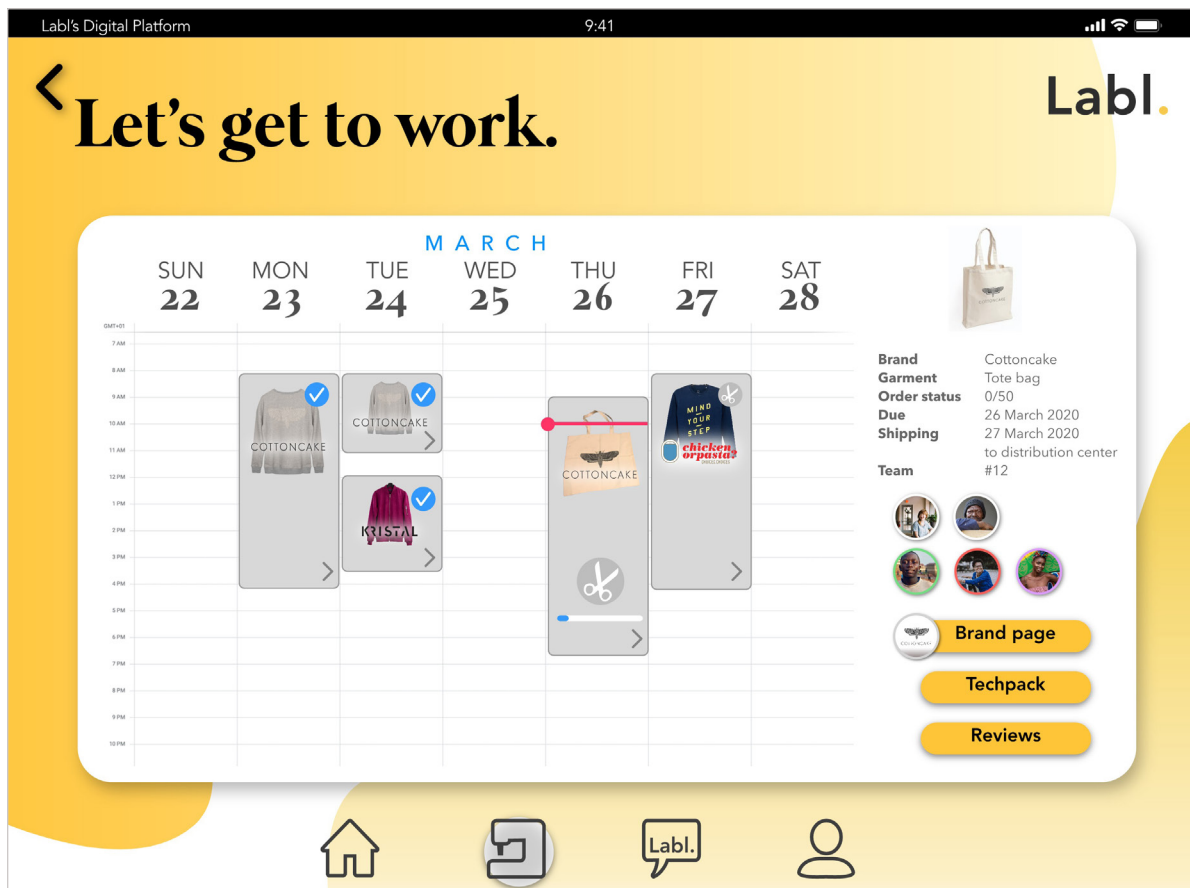 Labl's Digital Platform
9:41
Let's get to work.
Labl.
MARCH
SUN MON TUE WED THU FRI SAT
22 23 24 25 26 27 28
GMT+01
7 AM
8 AM
9 AM
10 AM
11 AM
12 PM
1 PM
2 PM
3 PM
4 PM
5 PM
6 PM
7 PM
8 PM
9 PM
10 PM
COTTONCAKE
COTTONCAKE
KRISTAL
COTTONCAKE
MIND
YOUR
STEP
chicken
orpasta?
COTTONCAKE
Brand Cottoncake
Garment Tote bag
Order status 0/50
Due 26 March 2020
Shipping 27 March 2020
to distribution center
Team #12
COTTONCAKE
Brand page
Techpack
Reviews
Labl.